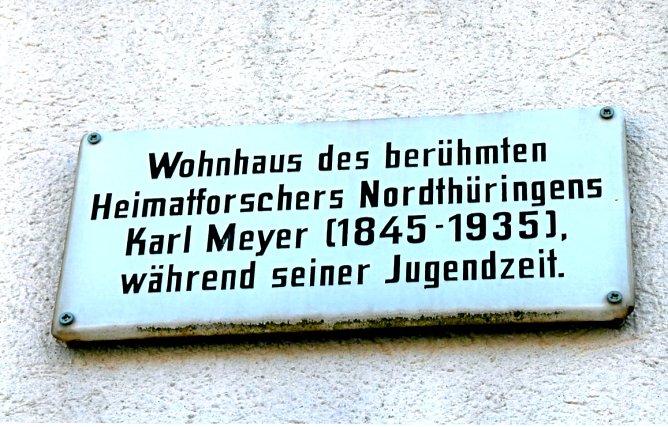 Wohnhaus des berühmten
Heimatforschers Nordthüringens
Karl Meyer (1845-1935),
während seiner Jugendzeit.